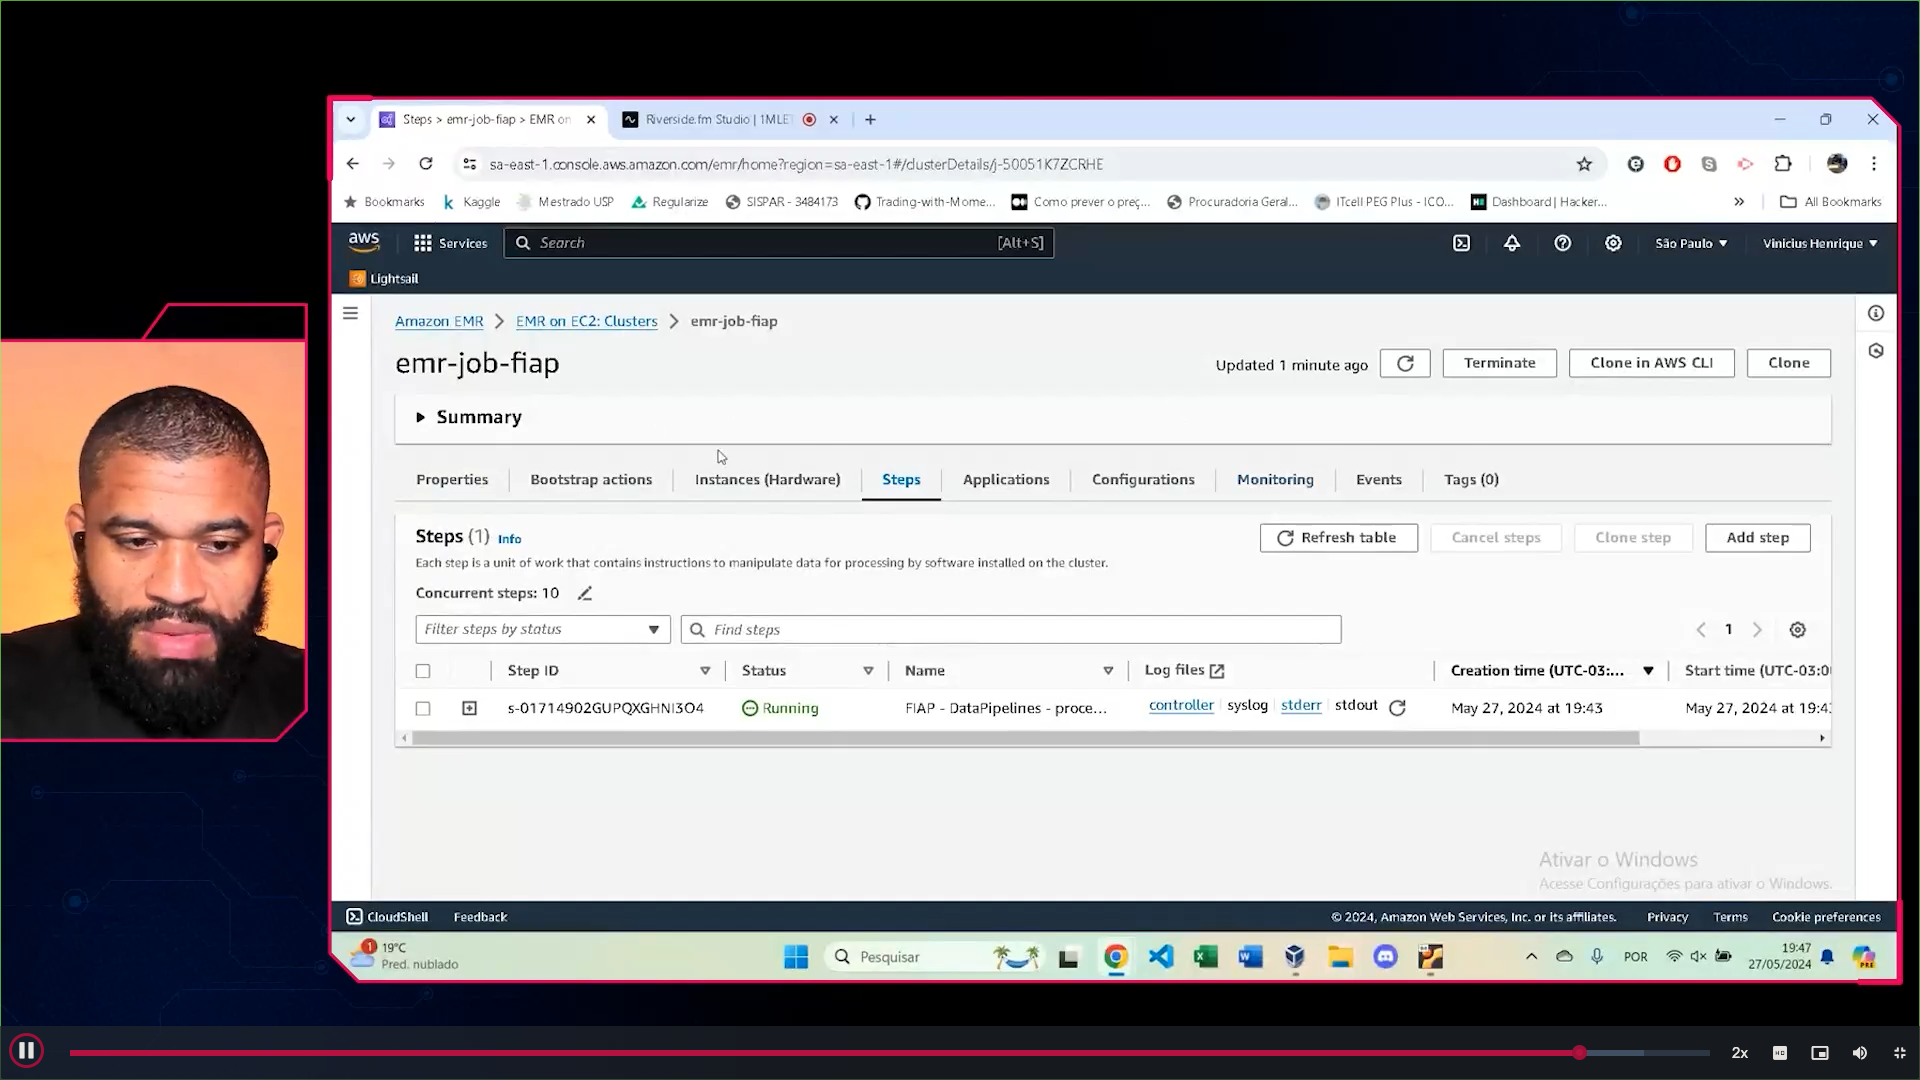 Steps > emr-job-fiap > EMR on
Riverside.fm Studio | 1MLE
sa-east-1.console.aws.amazon.com/emr/home?region=sa-east-1#/clusterDetails/j-50051K7ZCRHE
Bookmarks
Kaggle
Mestrado USP
Regularize
SISPAR - 3484173
Trading-with-Mome...
Como prever o preç...
Procuradoria Geral...
ITcell PEG Plus - ICO...
Dashboard | Hacker...
»
All Bookmarks
aws
Services
Search
[Alt+S]
São Paulo
Vinicius Henrique
Lightsail
Amazon EMR
EMR on EC2: Clusters
emr-job-fiap
emr-job-fiap
Updated 1 minute ago
Terminate
Clone in AWS CLI
Clone
Summary
Properties
Bootstrap actions
Instances (Hardware)
Steps
Applications
Configurations
Monitoring
Events
Tags (0)
Steps (1) Info
Refresh table
Cancel steps
Clone step
Add step
Each step is a unit of work that contains instructions to manipulate data for processing by software installed on the cluster.
Concurrent steps: 10
Filter steps by status
Find steps
1
Step ID
Status
Name
Log files
Creation time (UTC-03:...
Start time (UTC-03:0
s-01714902GUPQXGHNI3O4
Running
FIAP - DataPipelines - proce...
controller
syslog
stderr
stdout
May 27, 2024 at 19:43
May 27, 2024 at 19:43
Ativar o Windows
Acesse Configurações para ativar o Windows.
CloudShell
Feedback
© 2024, Amazon Web Services, Inc. or its affiliates.
Privacy
Terms
Cookie preferences
1
19°C
Pred. nublado
Pesquisar
POR
19:47
27/05/2024
PRE
2x
HD